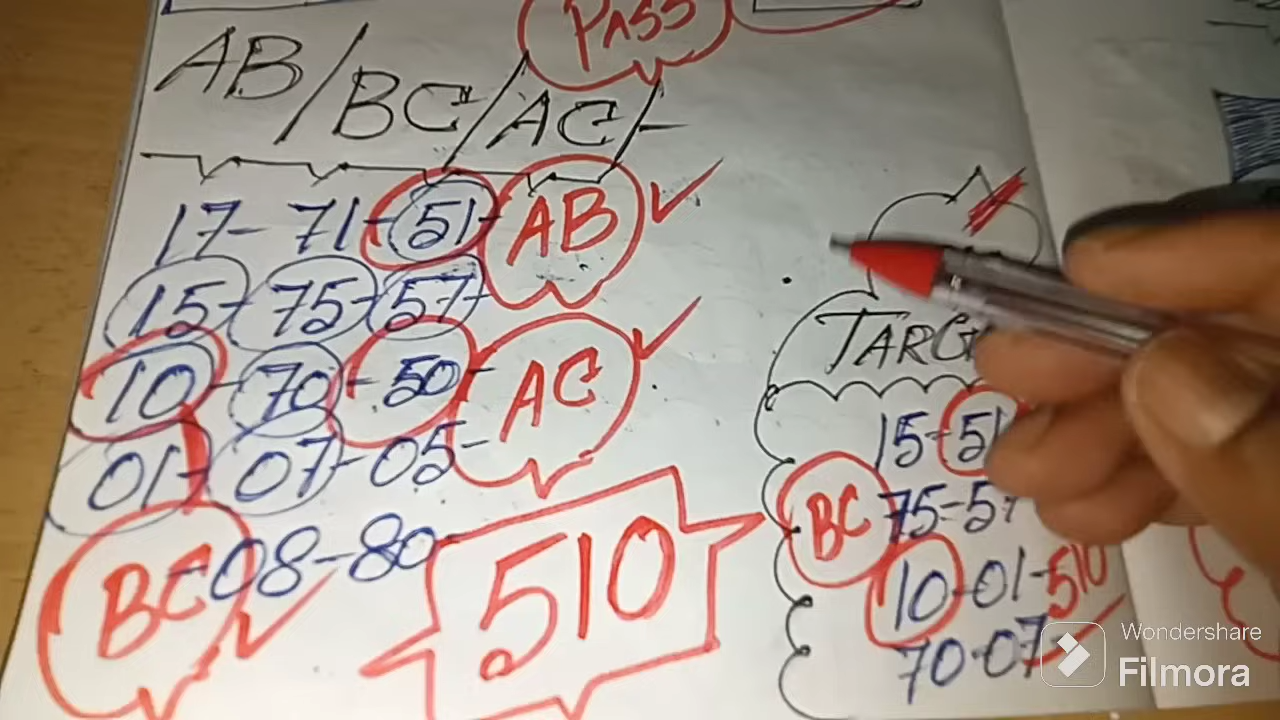 PASS
AB/BC/AC/-
17- 71-51- AB
15- 75-57-
10-70-50- AC
01-07-05-
BC-08-80-
510
15-51
BC 75-57
10-01-510
70-07
Wondershare
Filmora